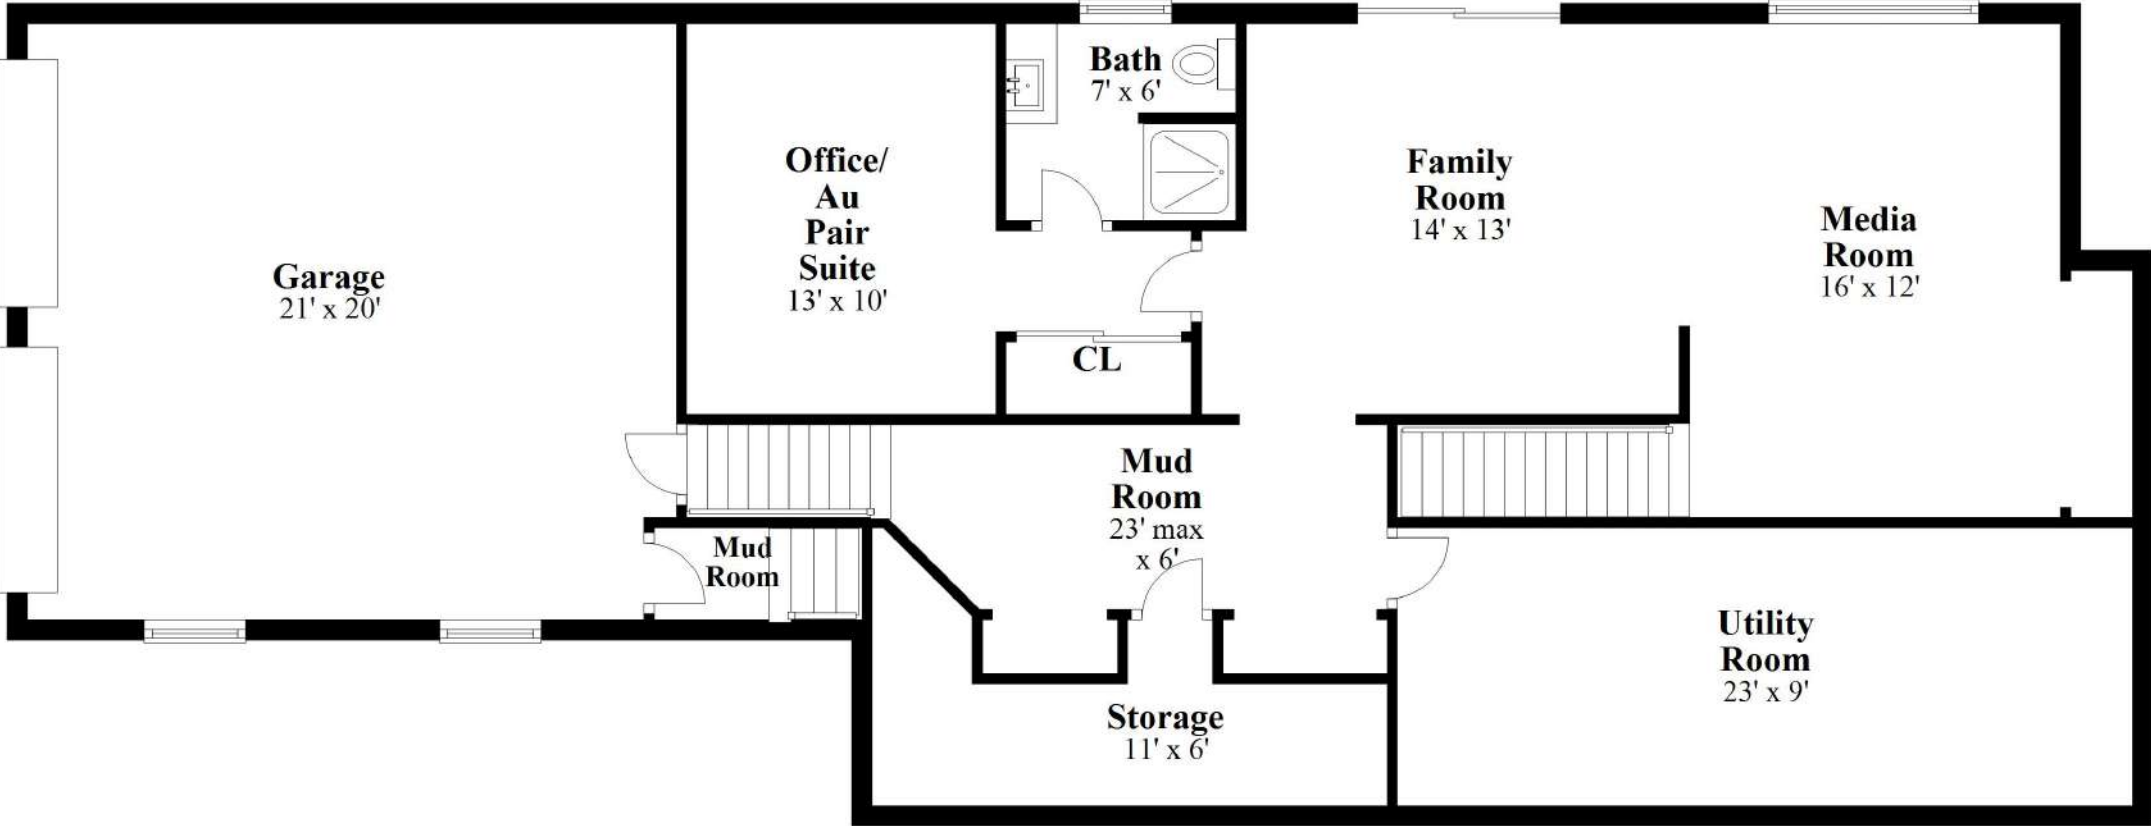 Garage
21' x 20'
Office/
Au
Pair
Suite
13' x 10'
Bath
7' x 6'
CL
Family
Room
14' x 13'
Media
Room
16' x 12'
Mud
Room
23' max
x 6'
Mud
Room
Storage
11' x 6'
Utility
Room
23' x 9'